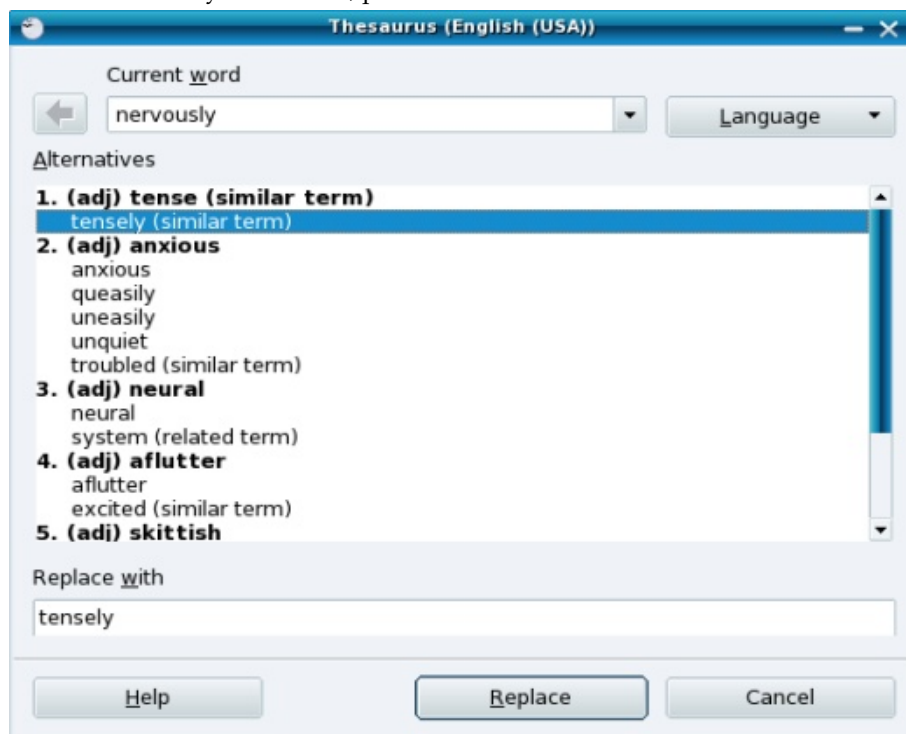 Thesaurus (English (USA))
Current word
nervously
Language
Alternatives
1. (adj) tense (similar term)
tensely (similar term)
2. (adj) anxious
anxious
queasily
uneasily
unquiet
troubled (similar term)
3. (adj) neural
neural
system (related term)
4. (adj) aflutter
aflutter
excited (similar term)
5. (adj) skittish
Replace with
tensely
Help
Replace
Cancel